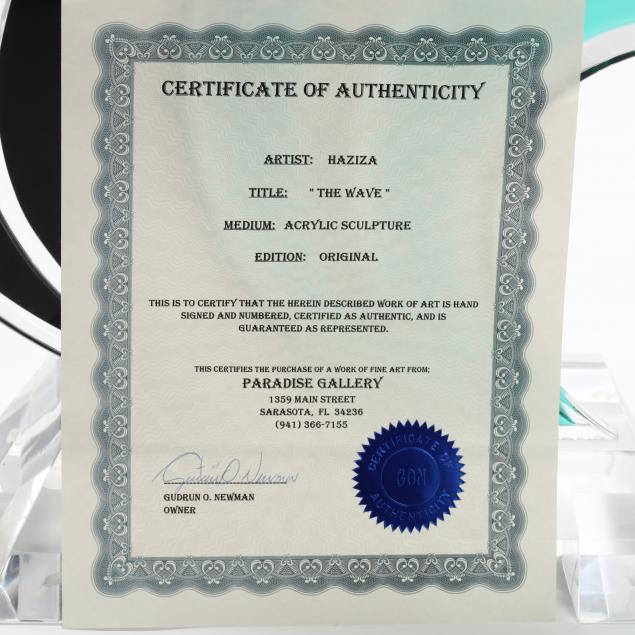 CERTIFICATE OF AUTHENTICITY
ARTIST: HAZIZA
TITLE: "THE WAVE"
MEDIUM: ACRYLIC SCULPTURE
EDITION: ORIGINAL
THIS IS TO CERTIFY THAT THE HEREIN DESCRIBED WORK OF ART IS HAND
SIGNED AND NUMBERED, CERTIFIED AS AUTHENTIC, AND IS
GUARANTEED AS REPRESENTED.
THIS CERTIFIES THE PURCHASE OF A WORK OF FINE ART FROM;
PARADISE GALLERY
1359 MAIN STREET
SARASOTA, FL 34236
(941) 366-7155
Gudrun O. Newman
GUDRUN O. NEWMAN
OWNER
CERTIFICATE OF
GON
AUTHENTICITY